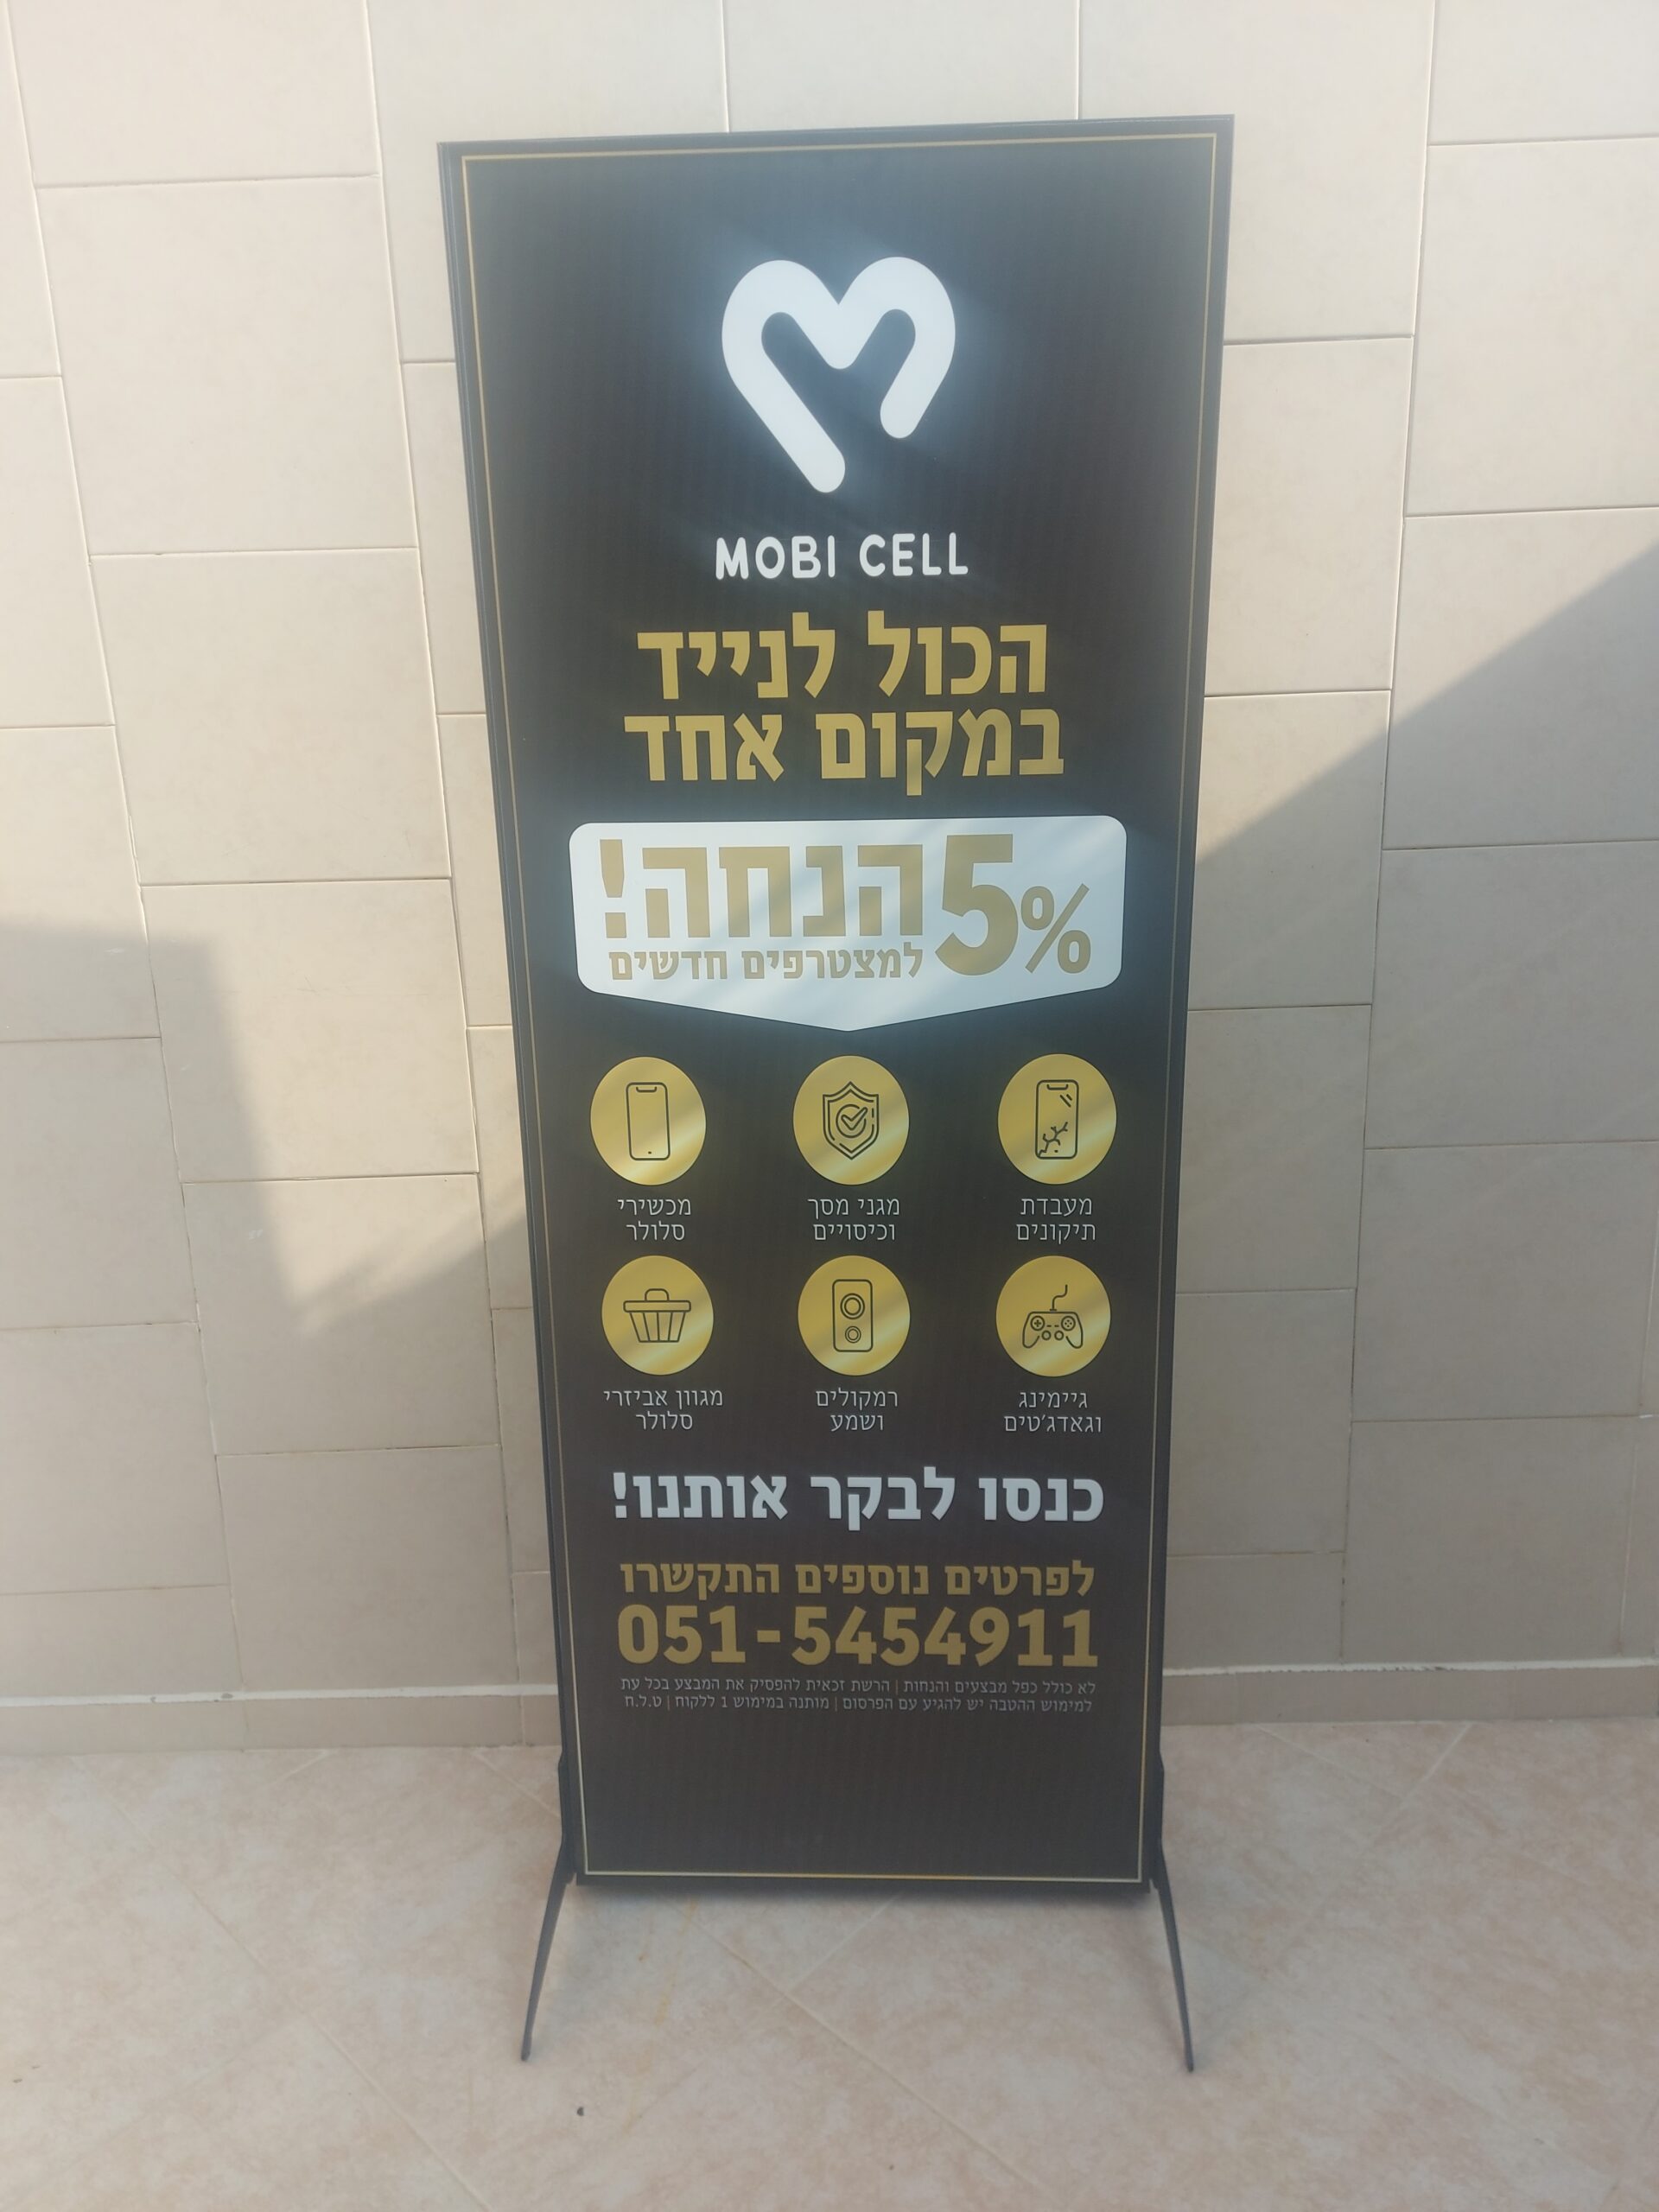 MOBI CELL
הכול לנייד
במקום אחד
5% הנחה!
למצטרפים חדשים
מעבדת
תיקונים
מגני מסך
וכיסויים
מכשירי
סלולר
גיימינג
וגאדג'טים
רמקולים
ושמע
מגוון אביזרי
סלולר
כנסו לבקר אותנו!
לפרטים נוספים התקשרו
051-5454911
לא כולל כפל מבצעים והנחות | הרשת זכאית להפסיק את המבצע בכל עת
למימוש ההטבה יש להגיע עם הפרסום | מותנה במימוש 1 ללקוח | ט.ל.ח